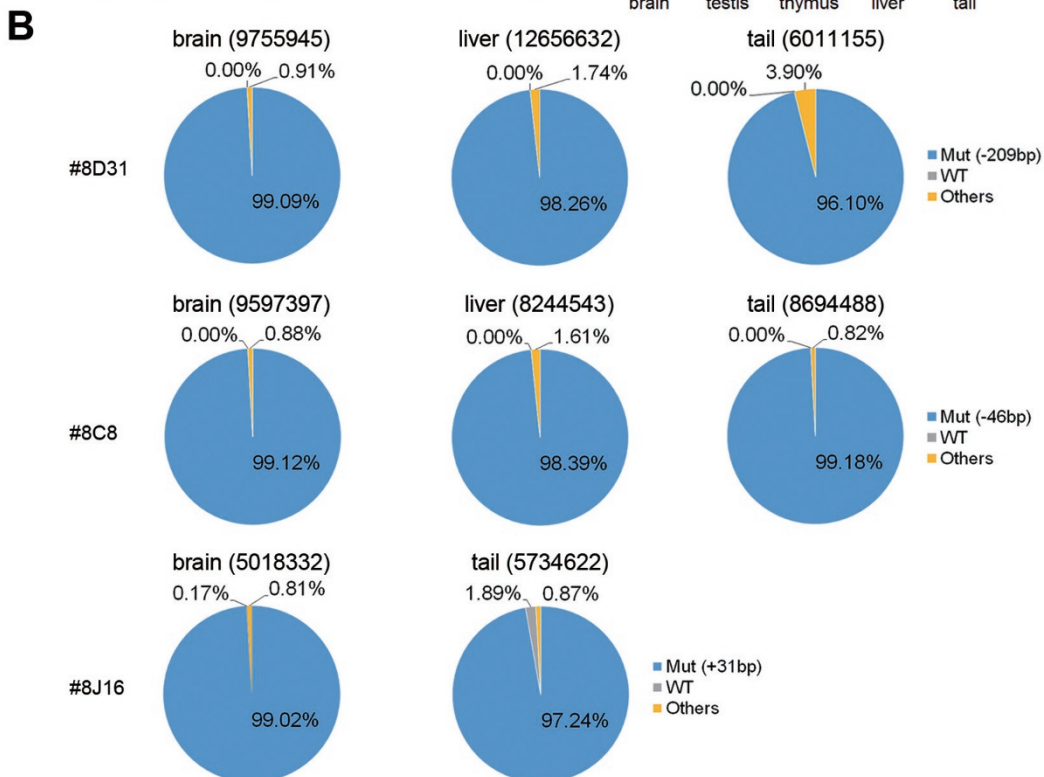 brain testis thymus liver tail
B
brain (9755945) liver (12656632) tail (6011155)
0.00% 0.91% 0.00% 1.74% 0.00% 3.90%
#8D31
99.09% 98.26% 96.10%
Mut (-209bp)
WT
Others
brain (9597397) liver (8244543) tail (8694488)
0.00% 0.88% 0.00% 1.61% 0.00% 0.82%
#8C8
99.12% 98.39% 99.18%
Mut (-46bp)
WT
Others
brain (5018332) tail (5734622)
0.17% 0.81% 1.89% 0.87%
#8J16
99.02% 97.24%
Mut (+31bp)
WT
Others